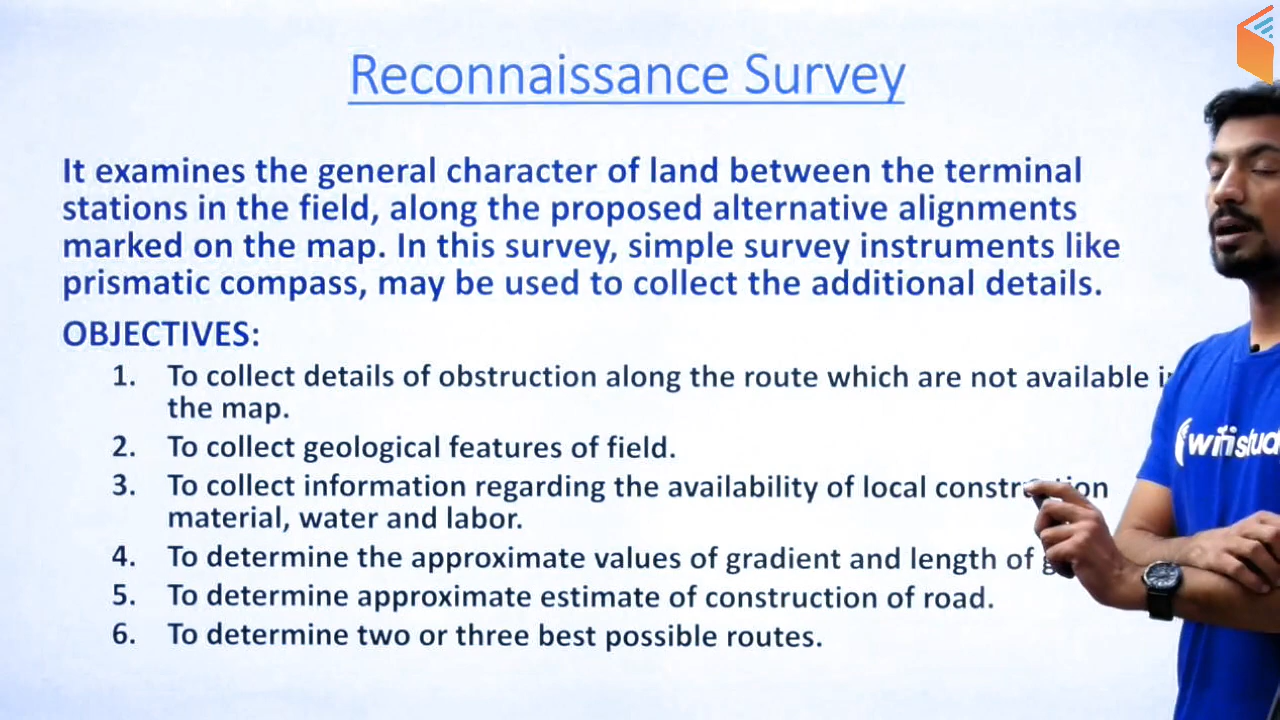 Reconnaissance Survey
It examines the general character of land between the terminal
stations in the field, along the proposed alternative alignments
marked on the map. In this survey, simple survey instruments like
prismatic compass, may be used to collect the additional details.
OBJECTIVES:
1. To collect details of obstruction along the route which are not available in
the map.
2. To collect geological features of field.
3. To collect information regarding the availability of local construction
material, water and labor.
4. To determine the approximate values of gradient and length of
5. To determine approximate estimate of construction of road.
6. To determine two or three best possible routes.
wifistud